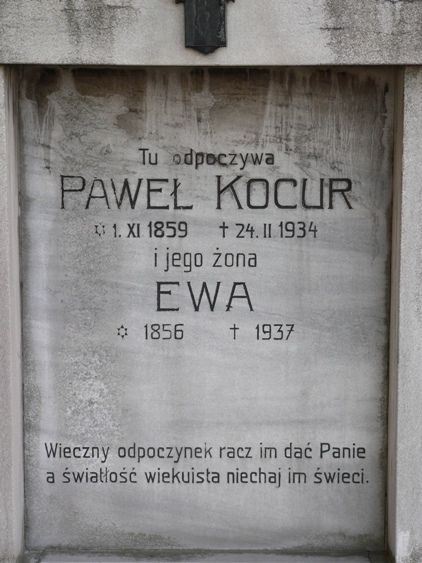 Tu odpoczywa
PAWEŁ KOCUR
✡ 1. XI 1859 † 24. II 1934
i jego żona
EWA
✡ 1856 † 1937
Wieczny odpoczynek racz im dać Panie
a światłość wiekuista niechaj im świeci.